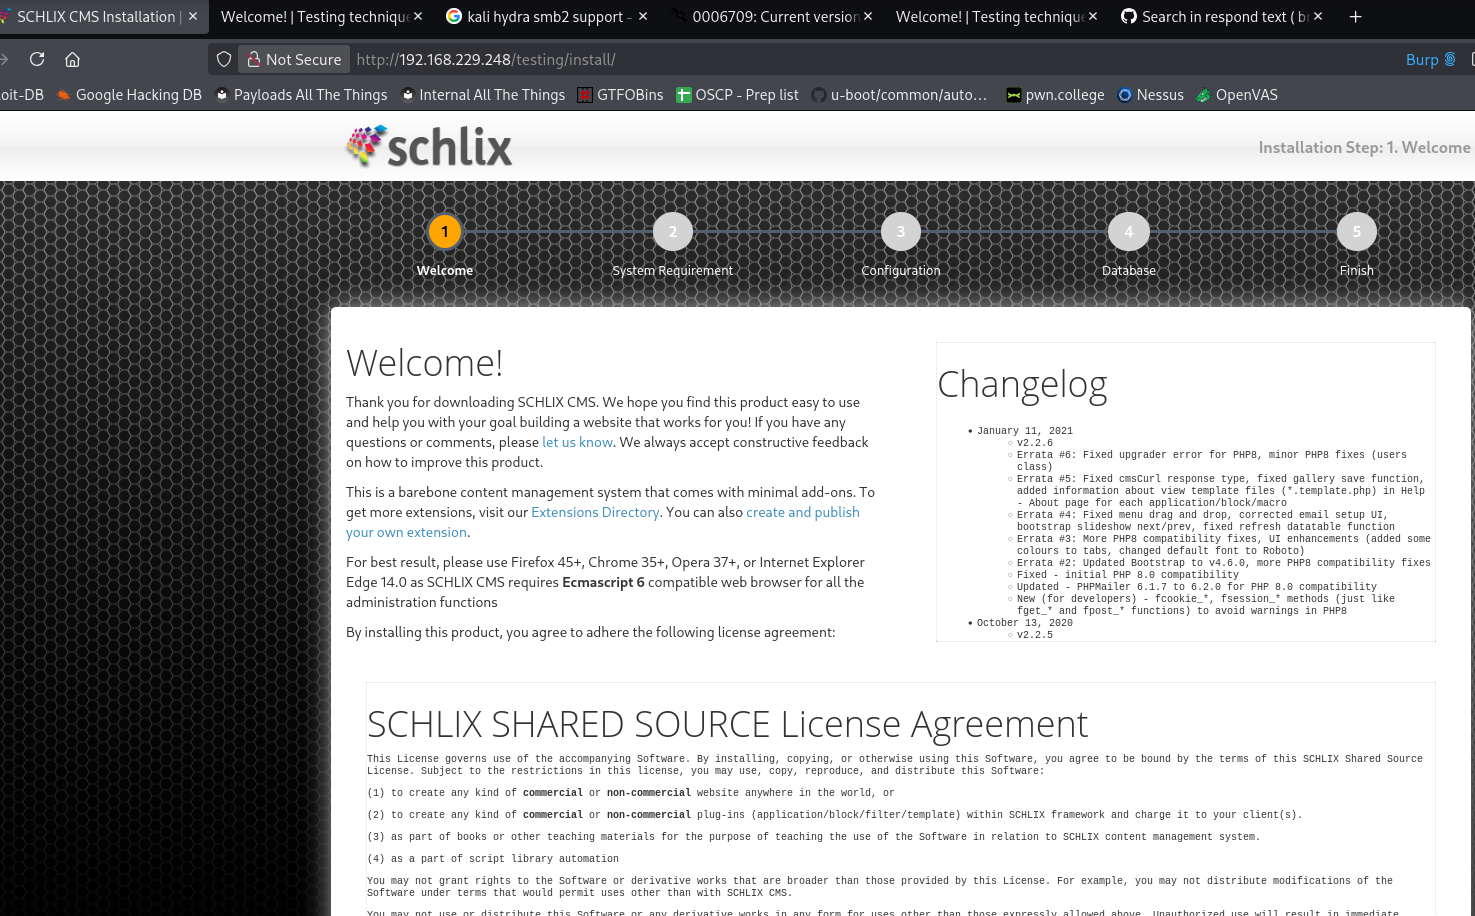 SCHLIX CMS Installation |
Welcome! | Testing technique
kali hydra smb2 support -
0006709: Current version
Welcome! | Testing technique
Search in respond text ( br
Not Secure
http://192.168.229.248/testing/install/
Burp
oit-DB
Google Hacking DB
Payloads All The Things
Internal All The Things
GTFOBins
OSCP - Prep list
u-boot/common/auto…
pwn.college
Nessus
OpenVAS
schlix
Installation Step: 1. Welcome
1
2
3
4
5
Welcome
System Requirement
Configuration
Database
Finish
Welcome!
Thank you for downloading SCHLIX CMS. We hope you find this product easy to use
and help you with your goal building a website that works for you! If you have any
questions or comments, please let us know. We always accept constructive feedback
on how to improve this product.
This is a barebone content management system that comes with minimal add-ons. To
get more extensions, visit our Extensions Directory. You can also create and publish
your own extension.
For best result, please use Firefox 45+, Chrome 35+, Opera 37+, or Internet Explorer
Edge 14.0 as SCHLIX CMS requires Ecmascript 6 compatible web browser for all the
administration functions
By installing this product, you agree to adhere the following license agreement:
Changelog
• January 11, 2021
○ v2.2.6
○ Errata #6: Fixed upgrader error for PHP8, minor PHP8 fixes (users
class)
○ Errata #5: Fixed cmsCurl response type, fixed gallery save function,
added information about view template files (*.template.php) in Help
- About page for each application/block/macro
○ Errata #4: Fixed menu drag and drop, corrected email setup UI,
bootstrap slideshow next/prev, fixed refresh datatable function
○ Errata #3: More PHP8 compatibility fixes, UI enhancements (added some
colours to tabs, changed default font to Roboto)
○ Errata #2: Updated Bootstrap to v4.6.0, more PHP8 compatibility fixes
○ Fixed - initial PHP 8.0 compatibility
○ Updated - PHPMailer 6.1.7 to 6.2.0 for PHP 8.0 compatibility
○ New (for developers) - fcookie_*, fsession_* methods (just like
fget_* and fpost_* functions) to avoid warnings in PHP8
• October 13, 2020
○ v2.2.5
SCHLIX SHARED SOURCE License Agreement
This License governs use of the accompanying Software. By installing, copying, or otherwise using this Software, you agree to be bound by the terms of this SCHLIX Shared Source
License. Subject to the restrictions in this license, you may use, copy, reproduce, and distribute this Software:
(1) to create any kind of commercial or non-commercial website anywhere in the world, or
(2) to create any kind of commercial or non-commercial plug-ins (application/block/filter/template) within SCHLIX framework and charge it to your client(s).
(3) as part of books or other teaching materials for the purpose of teaching the use of the Software in relation to SCHLIX content management system.
(4) as a part of script library automation
You may not grant rights to the Software or derivative works that are broader than those provided by this License. For example, you may not distribute modifications of the
Software under terms that would permit uses other than with SCHLIX CMS.
You may not use or distribute this Software or any derivative works in any form for uses other than those expressly allowed above. Unauthorized use will result in immediate